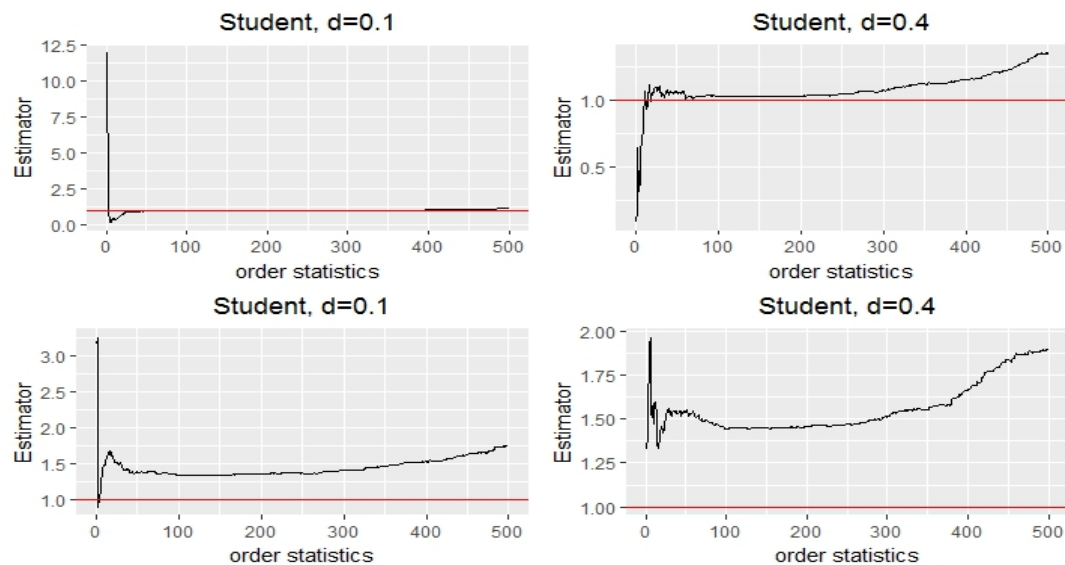 Student, d=0.1
Estimator
12.5
10.0
7.5
5.0
2.5
0.0
0 100 200 300 400 500
order statistics
Student, d=0.4
Estimator
1.0
0.5
0 100 200 300 400 500
order statistics
Student, d=0.1
Estimator
3.0
2.5
2.0
1.5
1.0
0 100 200 300 400 500
order statistics
Student, d=0.4
Estimator
2.00
1.75
1.50
1.25
1.00
0 100 200 300 400 500
order statistics